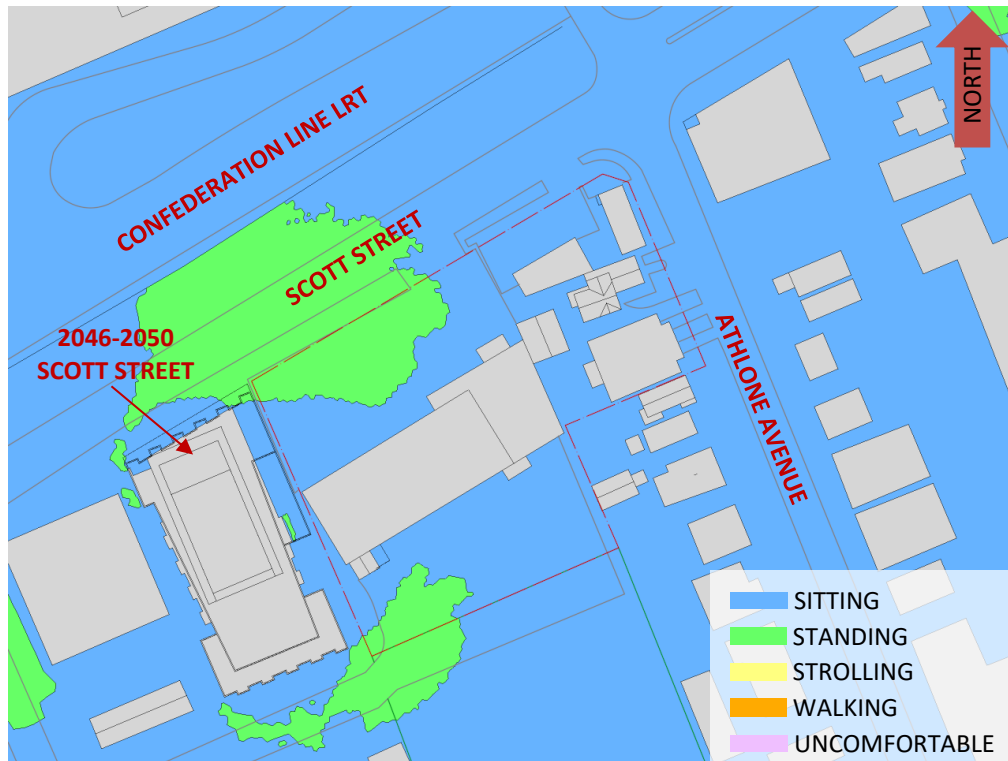 NORTH
CONFEDERATION LINE LRT
SCOTT STREET
2046-2050
SCOTT STREET
ATHLONE AVENUE
SITTING
STANDING
STROLLING
WALKING
UNCOMFORTABLE